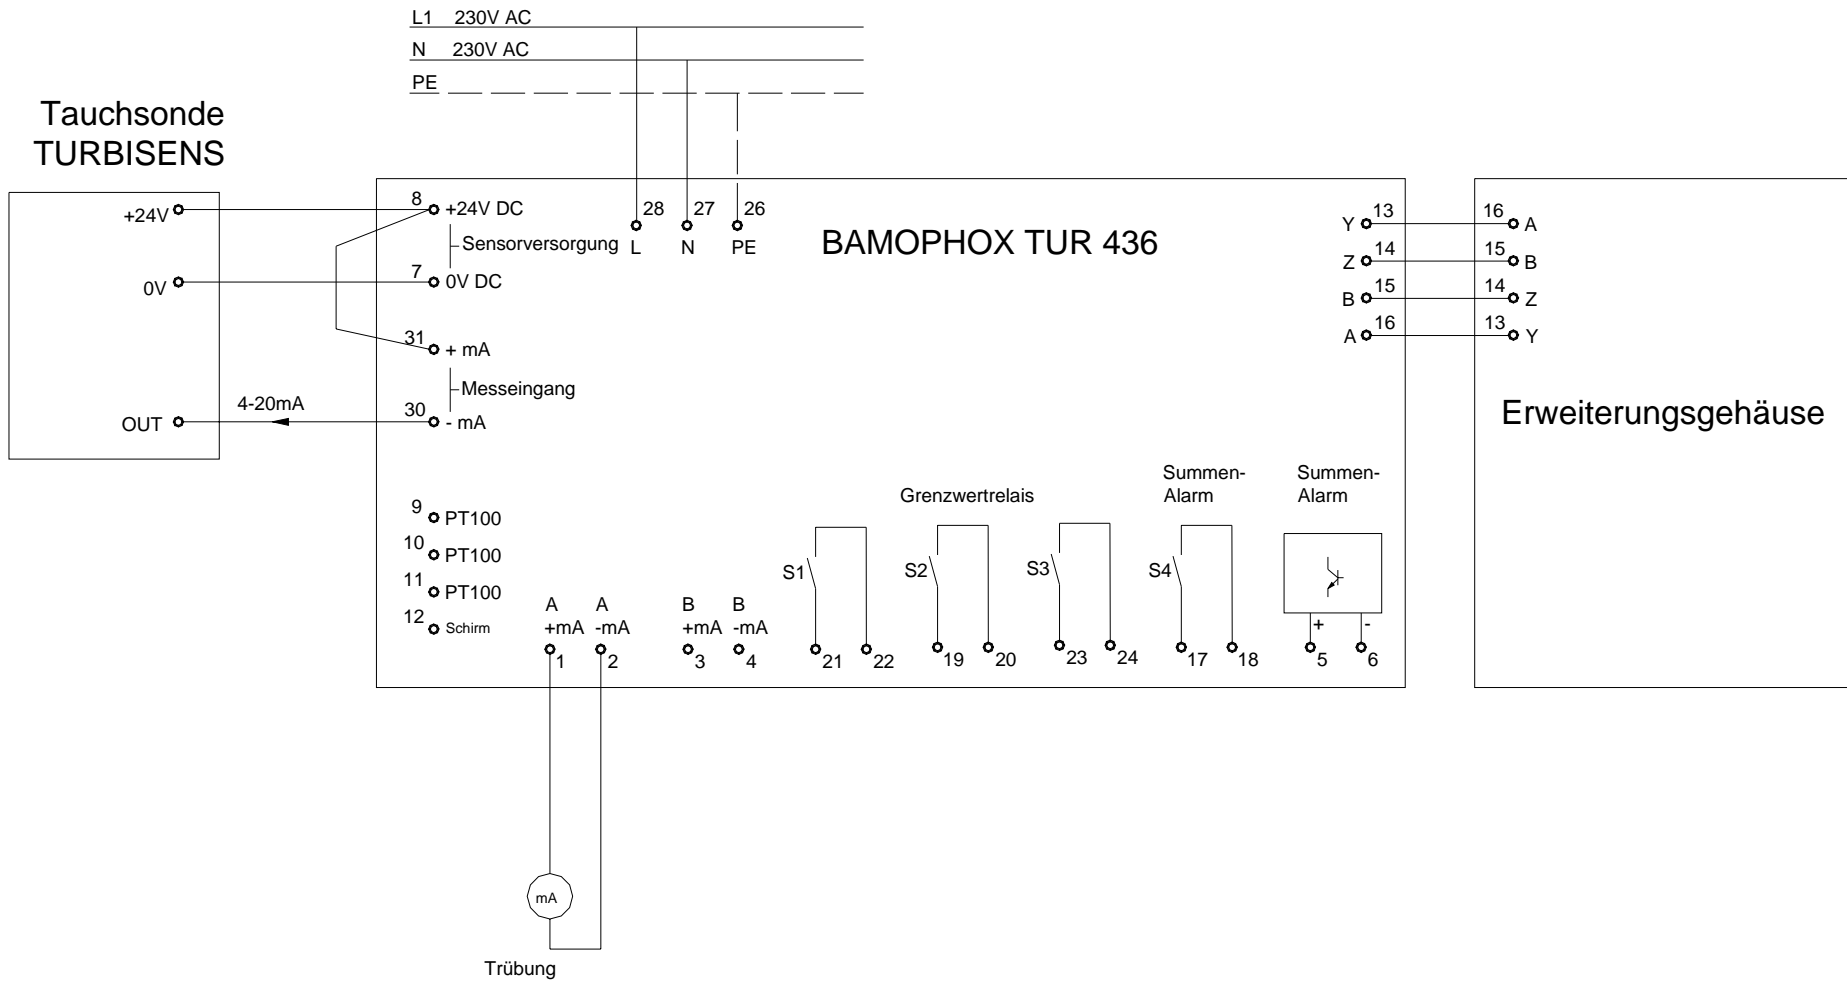 L1 230V AC
N 230V AC
PE
Tauchsonde
TURBISENS
+24V
0V
OUT
4-20mA
8 +24V DC
Sensorversorgung
7 0V DC
31 + mA
Messeingang
30 - mA
28 27 26
L N PE
BAMOPHOX TUR 436
Y 13
Z 14
B 15
A 16
16 A
15 B
14 Z
13 Y
Erweiterungsgehäuse
9 PT100
10 PT100
11 PT100
12 Schirm
A A B B
+mA -mA +mA -mA
1 2 3 4
Grenzwertrelais
Summen-
Alarm
Summen-
Alarm
S1 S2 S3 S4
+ -
21 22 19 20 23 24 17 18 5 6
mA
Trübung